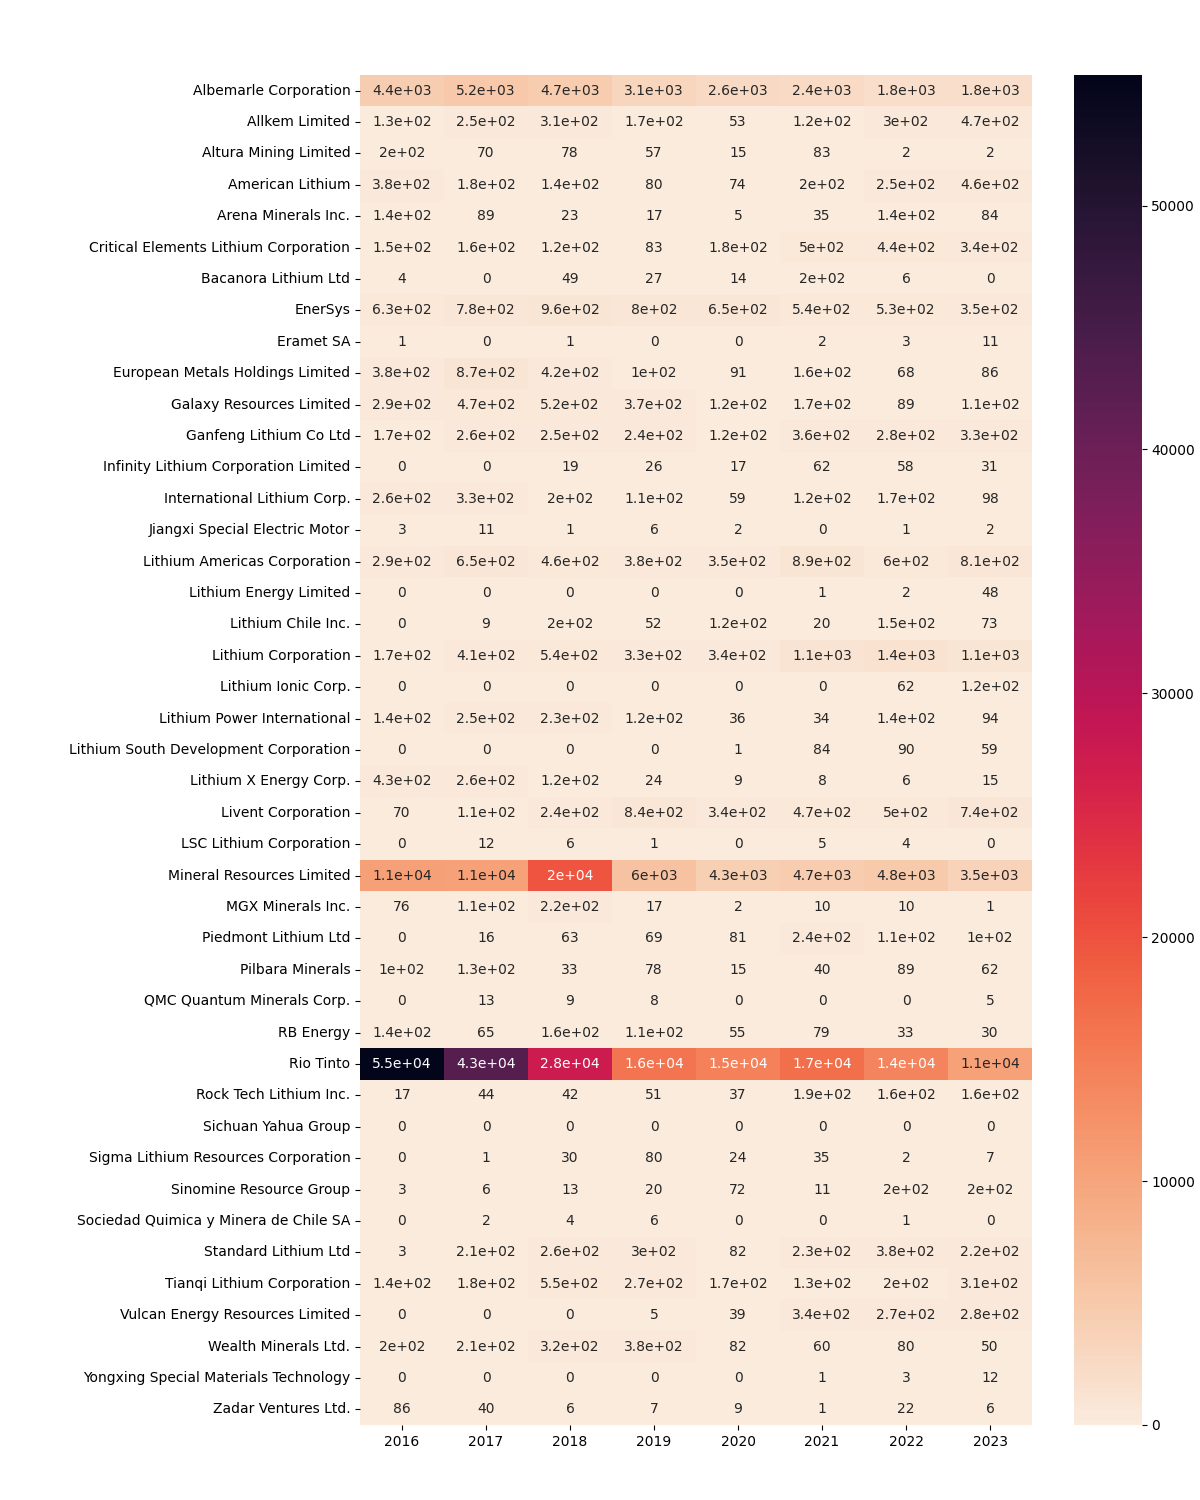 Albemarle Corporation 4.4e+03 5.2e+03 4.7e+03 3.1e+03 2.6e+03 2.4e+03 1.8e+03 1.8e+03
Allkem Limited 1.3e+02 2.5e+02 3.1e+02 1.7e+02 53 1.2e+02 3e+02 4.7e+02
Altura Mining Limited 2e+02 70 78 57 15 83 2 2
American Lithium 3.8e+02 1.8e+02 1.4e+02 80 74 2e+02 2.5e+02 4.6e+02
50000
Arena Minerals Inc. 1.4e+02 89 23 17 5 35 1.4e+02 84
Critical Elements Lithium Corporation 1.5e+02 1.6e+02 1.2e+02 83 1.8e+02 5e+02 4.4e+02 3.4e+02
Bacanora Lithium Ltd 4 0 49 27 14 2e+02 6 0
EnerSys 6.3e+02 7.8e+02 9.6e+02 8e+02 6.5e+02 5.4e+02 5.3e+02 3.5e+02
Eramet SA 1 0 1 0 0 2 3 11
European Metals Holdings Limited 3.8e+02 8.7e+02 4.2e+02 1e+02 91 1.6e+02 68 86
Galaxy Resources Limited 2.9e+02 4.7e+02 5.2e+02 3.7e+02 1.2e+02 1.7e+02 89 1.1e+02
Ganfeng Lithium Co Ltd 1.7e+02 2.6e+02 2.5e+02 2.4e+02 1.2e+02 3.6e+02 2.8e+02 3.3e+02
40000
Infinity Lithium Corporation Limited 0 0 19 26 17 62 58 31
International Lithium Corp. 2.6e+02 3.3e+02 2e+02 1.1e+02 59 1.2e+02 1.7e+02 98
Jiangxi Special Electric Motor 3 11 1 6 2 0 1 2
Lithium Americas Corporation 2.9e+02 6.5e+02 4.6e+02 3.8e+02 3.5e+02 8.9e+02 6e+02 8.1e+02
Lithium Energy Limited 0 0 0 0 0 1 2 48
Lithium Chile Inc. 0 9 2e+02 52 1.2e+02 20 1.5e+02 73
Lithium Corporation 1.7e+02 4.1e+02 5.4e+02 3.3e+02 3.4e+02 1.1e+03 1.4e+03 1.1e+03
Lithium Ionic Corp. 0 0 0 0 0 0 62 1.2e+02
30000
Lithium Power International 1.4e+02 2.5e+02 2.3e+02 1.2e+02 36 34 1.4e+02 94
Lithium South Development Corporation 0 0 0 0 1 84 90 59
Lithium X Energy Corp. 4.3e+02 2.6e+02 1.2e+02 24 9 8 6 15
Livent Corporation 70 1.1e+02 2.4e+02 8.4e+02 3.4e+02 4.7e+02 5e+02 7.4e+02
LSC Lithium Corporation 0 12 6 1 0 5 4 0
Mineral Resources Limited 1.1e+04 1.1e+04 2e+04 6e+03 4.3e+03 4.7e+03 4.8e+03 3.5e+03
MGX Minerals Inc. 76 1.1e+02 2.2e+02 17 2 10 10 1
Piedmont Lithium Ltd 0 16 63 69 81 2.4e+02 1.1e+02 1e+02
20000
Pilbara Minerals 1e+02 1.3e+02 33 78 15 40 89 62
QMC Quantum Minerals Corp. 0 13 9 8 0 0 0 5
RB Energy 1.4e+02 65 1.6e+02 1.1e+02 55 79 33 30
Rio Tinto 5.5e+04 4.3e+04 2.8e+04 1.6e+04 1.5e+04 1.7e+04 1.4e+04 1.1e+04
Rock Tech Lithium Inc. 17 44 42 51 37 1.9e+02 1.6e+02 1.6e+02
Sichuan Yahua Group 0 0 0 0 0 0 0 0
Sigma Lithium Resources Corporation 0 1 30 80 24 35 2 7
10000
Sinomine Resource Group 3 6 13 20 72 11 2e+02 2e+02
Sociedad Quimica y Minera de Chile SA 0 2 4 6 0 0 1 0
Standard Lithium Ltd 3 2.1e+02 2.6e+02 3e+02 82 2.3e+02 3.8e+02 2.2e+02
Tianqi Lithium Corporation 1.4e+02 1.8e+02 5.5e+02 2.7e+02 1.7e+02 1.3e+02 2e+02 3.1e+02
Vulcan Energy Resources Limited 0 0 0 5 39 3.4e+02 2.7e+02 2.8e+02
Wealth Minerals Ltd. 2e+02 2.1e+02 3.2e+02 3.8e+02 82 60 80 50
Yongxing Special Materials Technology 0 0 0 0 0 1 3 12
Zadar Ventures Ltd. 86 40 6 7 9 1 22 6
0
2016 2017 2018 2019 2020 2021 2022 2023